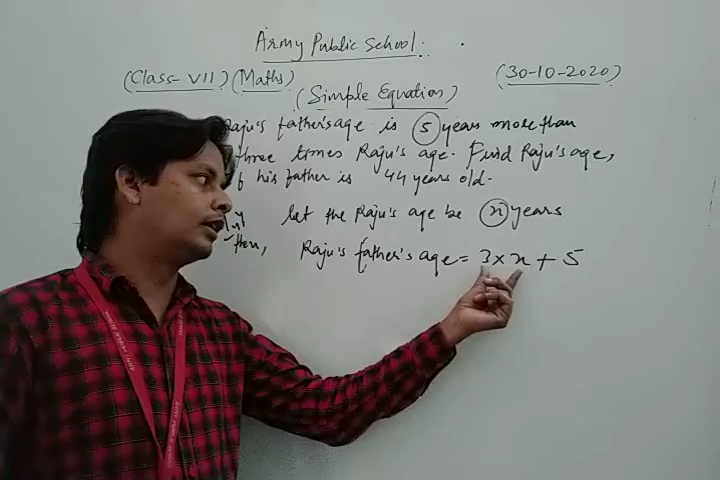 Army Public School.
(Class- VII) (Maths) (30-10-2020)
(Simple Equation)
Raju's father's age is 5 years more than
three times Raju's age. Find Raju's age,
his father is 44 years old.
let the Raju's age be x years
then, Raju's father's age = 3 × x + 5